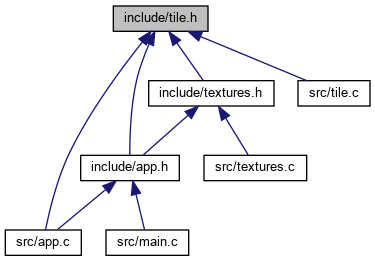 include/tile.h
include/textures.h
src/tile.c
include/app.h
src/textures.c
src/app.c
src/main.c